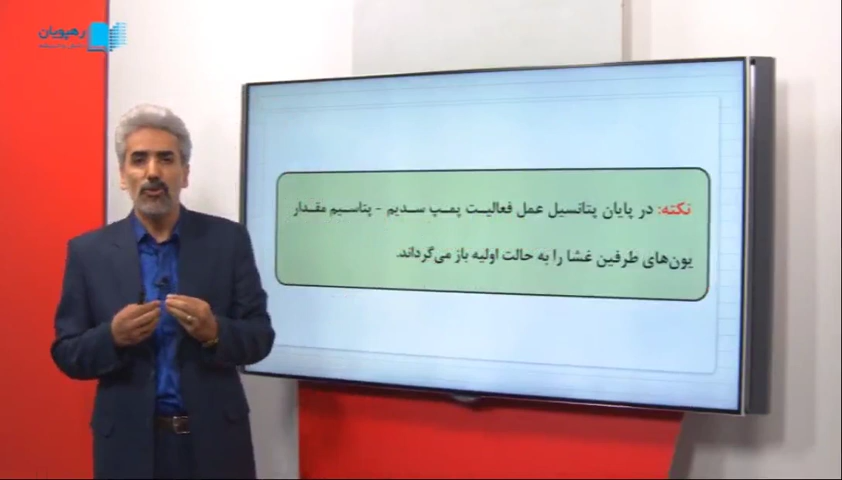 رهپویان
نکته: در پایان پتانسیل عمل فعالیت پمپ سدیم - پتاسیم مقدار
یون‌های طرفین غشا را به حالت اولیه باز می‌گرداند.